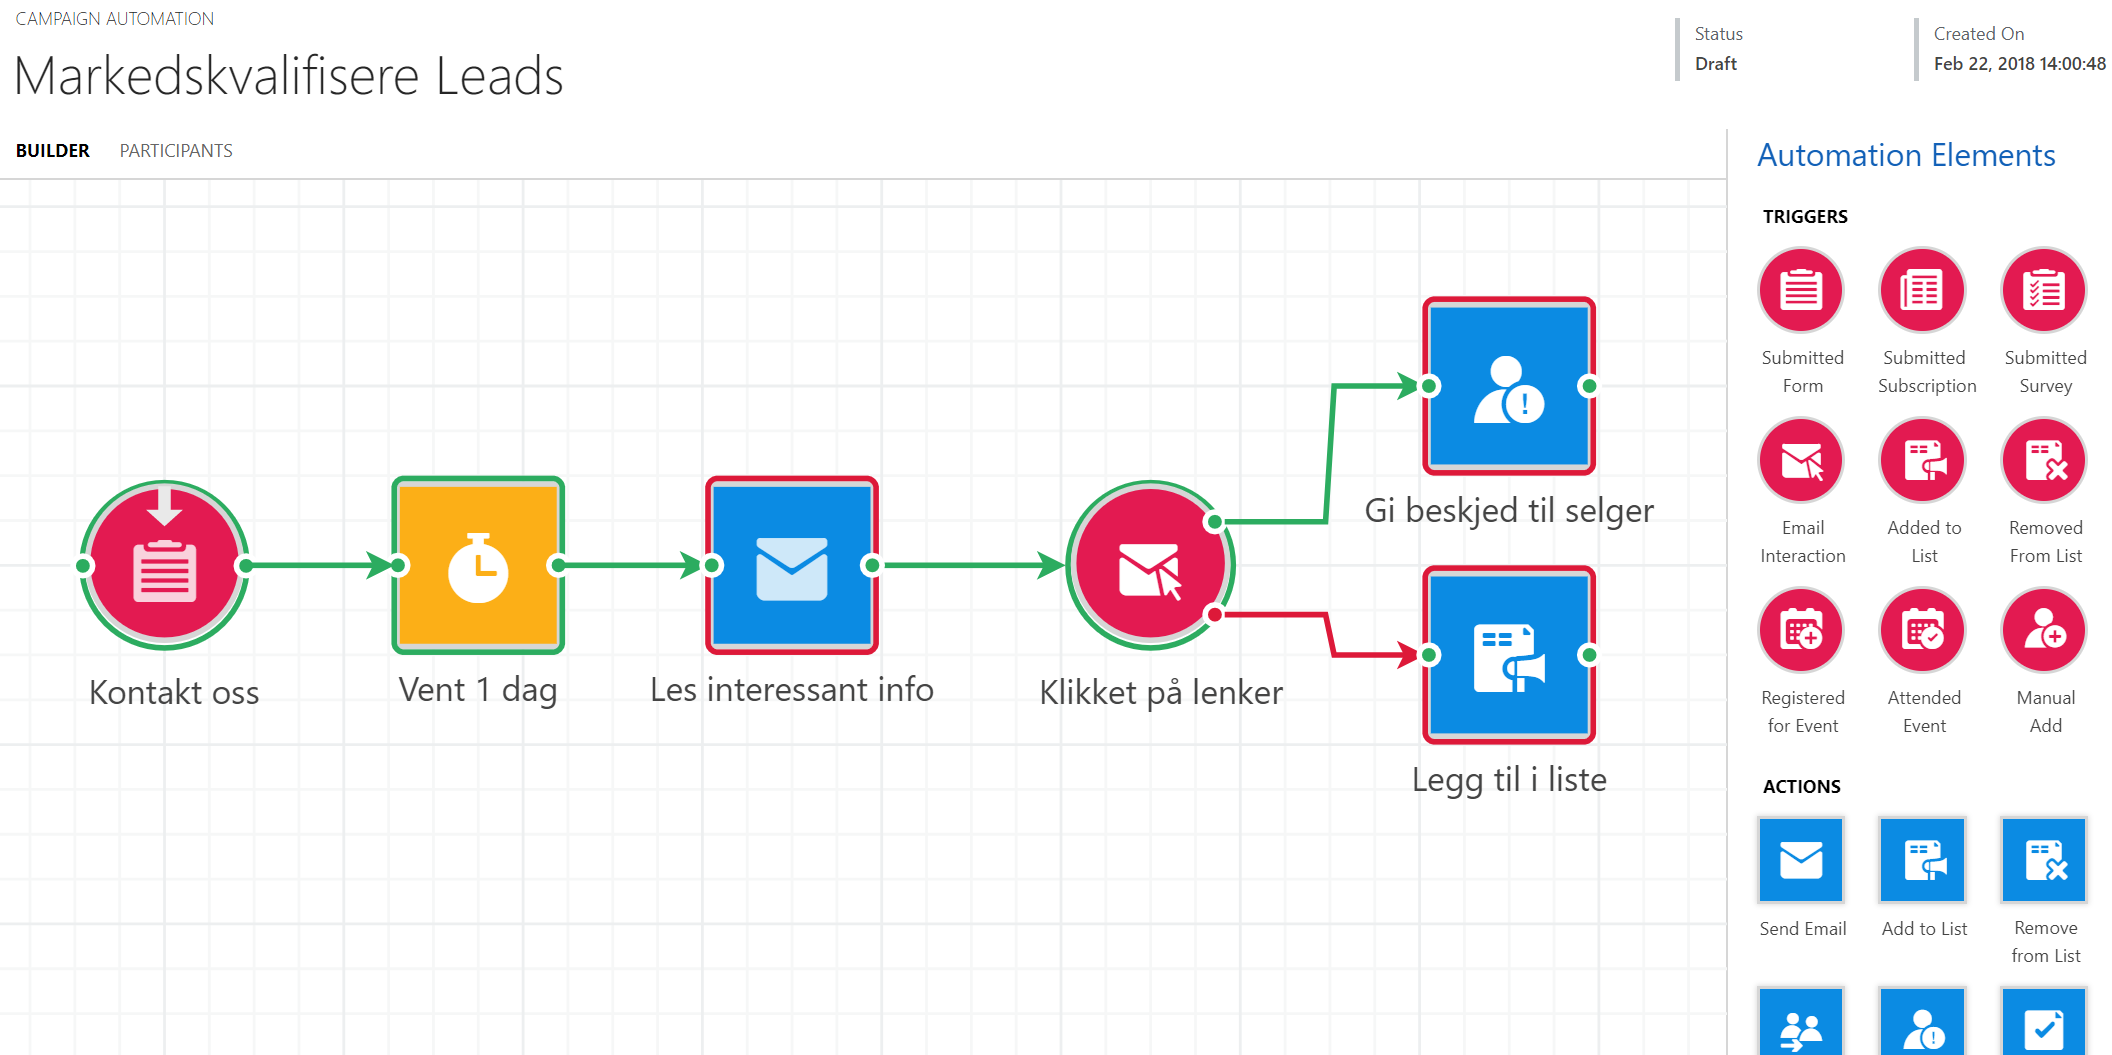 CAMPAIGN AUTOMATION
Markedskvalifisere Leads
Status
Draft
Created On
Feb 22, 2018 14:00:48
BUILDER PARTICIPANTS
Kontakt oss
Vent 1 dag
Les interessant info
Klikket på lenker
Gi beskjed til selger
Legg til i liste
Automation Elements
TRIGGERS
Submitted
Form
Submitted
Subscription
Submitted
Survey
Email
Interaction
Added to
List
Removed
From List
Registered
for Event
Attended
Event
Manual
Add
ACTIONS
Send Email
Add to List
Remove
from List